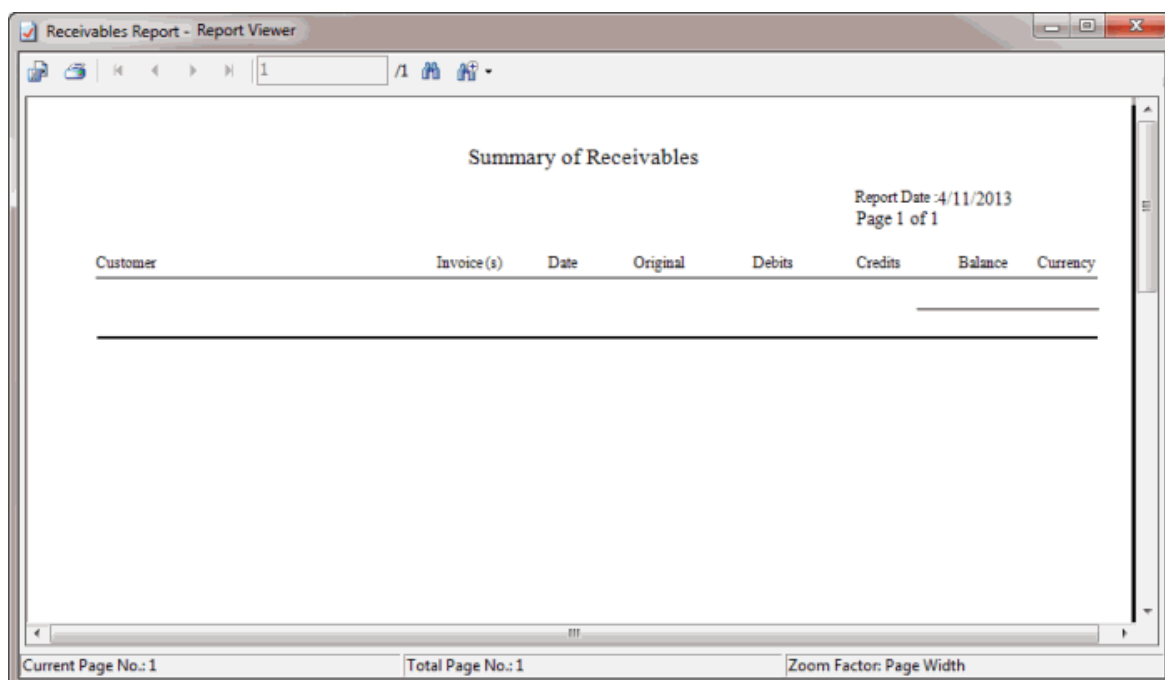 Receivables Report - Report Viewer
1 /1
Summary of Receivables
Report Date :4/11/2013
Page 1 of 1
Customer Invoice(s) Date Original Debits Credits Balance Currency
Current Page No.: 1 Total Page No.: 1 Zoom Factor: Page Width